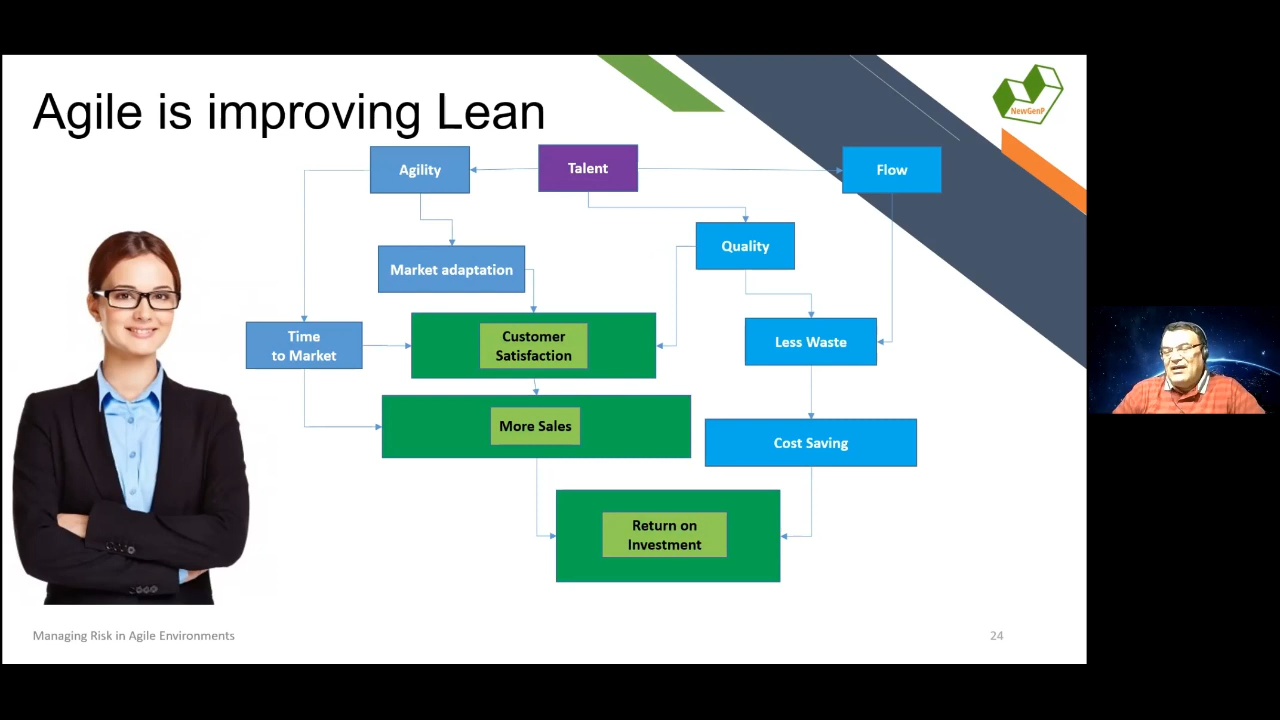 Agile is improving Lean
NewGenP
Agility
Talent
Flow
Quality
Market adaptation
Time
to Market
Customer
Satisfaction
Less Waste
More Sales
Cost Saving
Return on
Investment
Managing Risk in Agile Environments
24